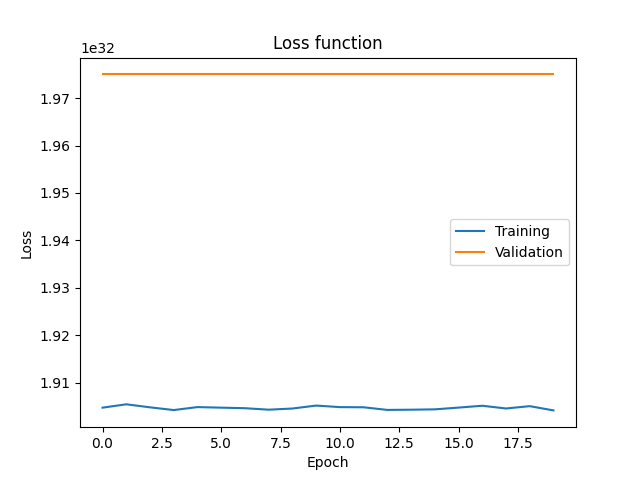 Loss function
1e32
1.97
1.96
1.95
1.94
1.93
1.92
1.91
Loss
Training
Validation
0.0 2.5 5.0 7.5 10.0 12.5 15.0 17.5
Epoch